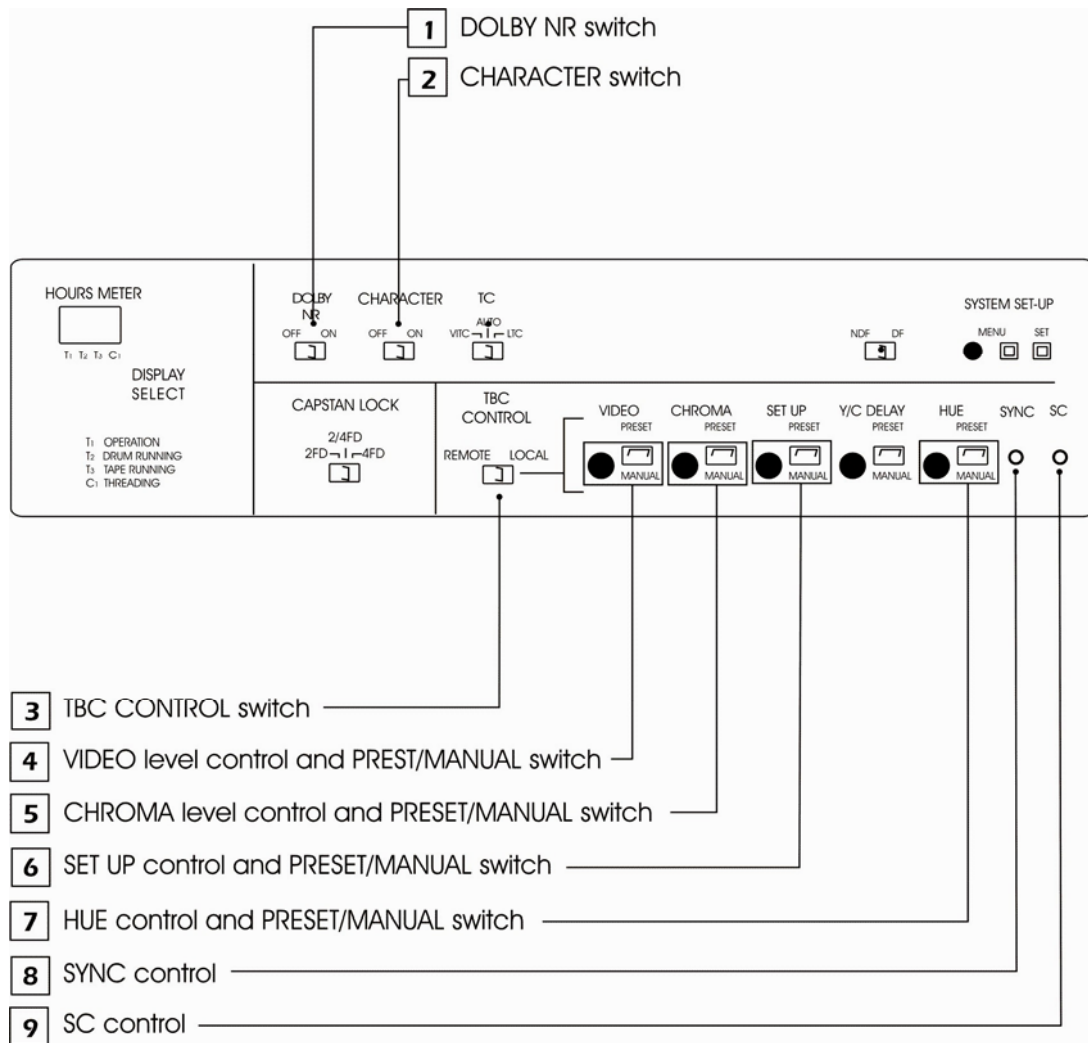 1 DOLBY NR switch
2 CHARACTER switch
HOURS METER
T1 T2 T3 C1
DISPLAY
SELECT
T1 OPERATION
T2 DRUM RUNNING
T3 TAPE RUNNING
C1 THREADING
DOLBY
NR
OFF ON
CHARACTER
OFF ON
TC
AUTO
VITC LTC
NDF DF
SYSTEM SET-UP
MENU SET
CAPSTAN LOCK
2/4FD
2FD 4FD
TBC
CONTROL
REMOTE LOCAL
VIDEO
PRESET
MANUAL
CHROMA
PRESET
MANUAL
SET UP
PRESET
MANUAL
Y/C DELAY
PRESET
MANUAL
HUE
PRESET
MANUAL
SYNC
SC
3 TBC CONTROL switch
4 VIDEO level control and PREST/MANUAL switch
5 CHROMA level control and PRESET/MANUAL switch
6 SET UP control and PRESET/MANUAL switch
7 HUE control and PRESET/MANUAL switch
8 SYNC control
9 SC control